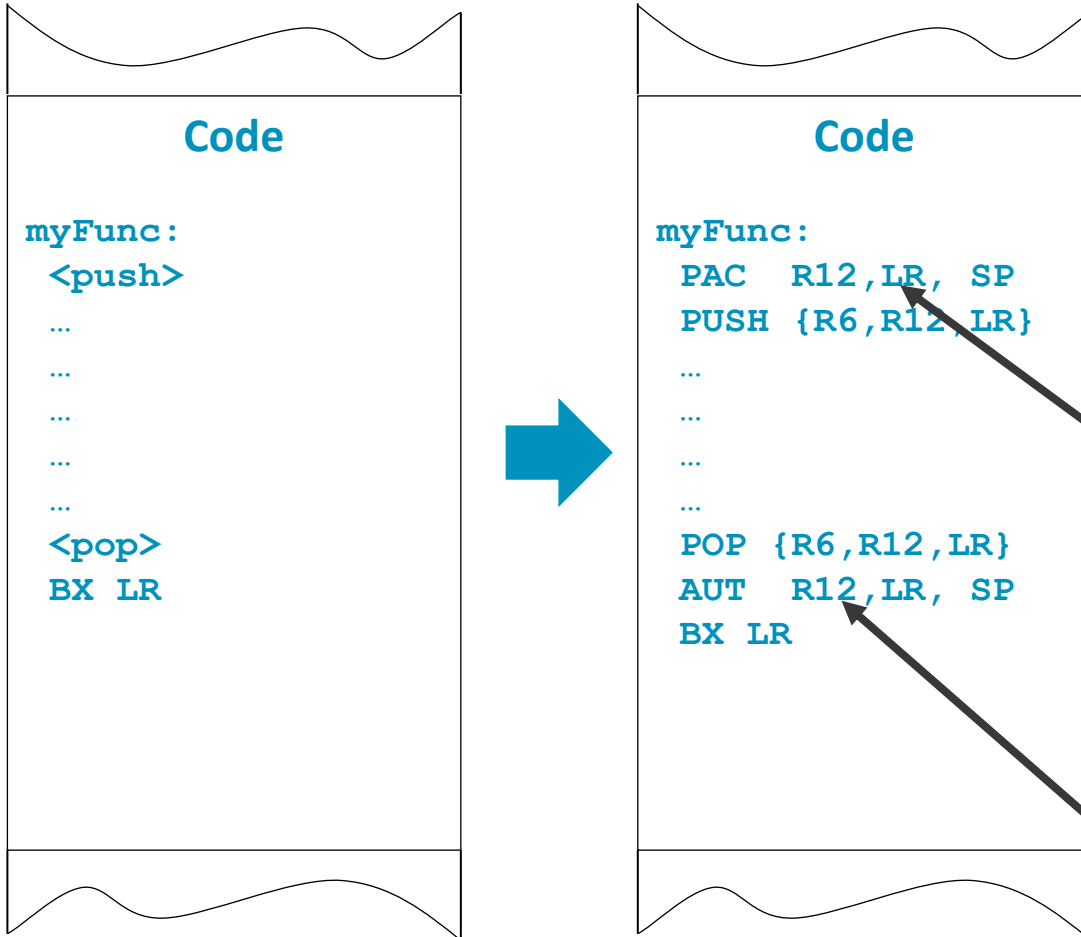 Code
myFunc:
<push>
…
…
…
…
…
<pop>
BX LR
Code
myFunc:
PAC R12,LR, SP
PUSH {R6,R12,LR}
…
…
…
…
POP {R6,R12,LR}
AUT R12,LR, SP
BX LR